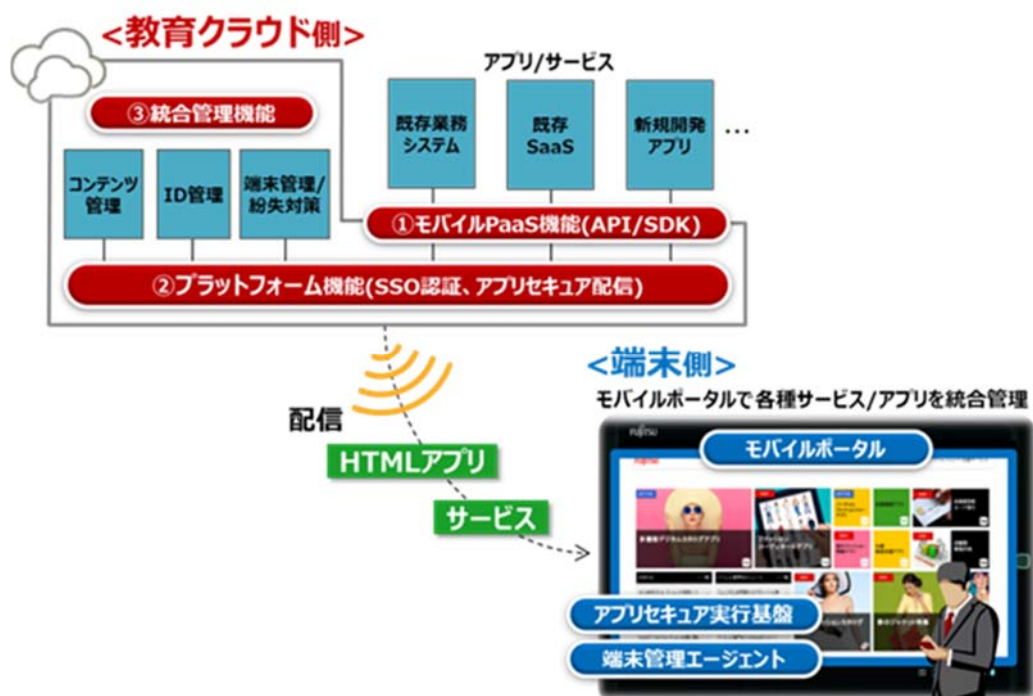 <教育クラウド側>
アプリ/サービス
③統合管理機能
既存業務
システム
既存
SaaS
新規開発
アプリ
...
コンテンツ
管理
ID管理
端末管理/
紛失対策
①モバイルPaaS機能(API/SDK)
②プラットフォーム機能(SSO認証、アプリセキュア配信)
<端末側>
モバイルポータルで各種サービス/アプリを統合管理
配信
HTMLアプリ
サービス
FUJITSU
モバイルポータル
アプリセキュア実行基盤
端末管理エージェント